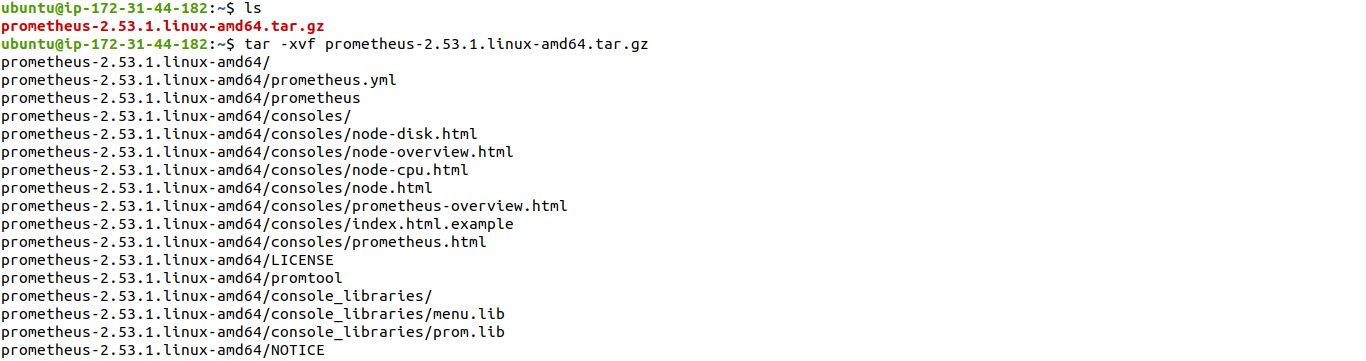 ubuntu@ip-172-31-44-182:~$ ls
prometheus-2.53.1.linux-amd64.tar.gz
ubuntu@ip-172-31-44-182:~$ tar -xvf prometheus-2.53.1.linux-amd64.tar.gz
prometheus-2.53.1.linux-amd64/
prometheus-2.53.1.linux-amd64/prometheus.yml
prometheus-2.53.1.linux-amd64/prometheus
prometheus-2.53.1.linux-amd64/consoles/
prometheus-2.53.1.linux-amd64/consoles/node-disk.html
prometheus-2.53.1.linux-amd64/consoles/node-overview.html
prometheus-2.53.1.linux-amd64/consoles/node-cpu.html
prometheus-2.53.1.linux-amd64/consoles/node.html
prometheus-2.53.1.linux-amd64/consoles/prometheus-overview.html
prometheus-2.53.1.linux-amd64/consoles/index.html.example
prometheus-2.53.1.linux-amd64/consoles/prometheus.html
prometheus-2.53.1.linux-amd64/LICENSE
prometheus-2.53.1.linux-amd64/promtool
prometheus-2.53.1.linux-amd64/console_libraries/
prometheus-2.53.1.linux-amd64/console_libraries/menu.lib
prometheus-2.53.1.linux-amd64/console_libraries/prom.lib
prometheus-2.53.1.linux-amd64/NOTICE